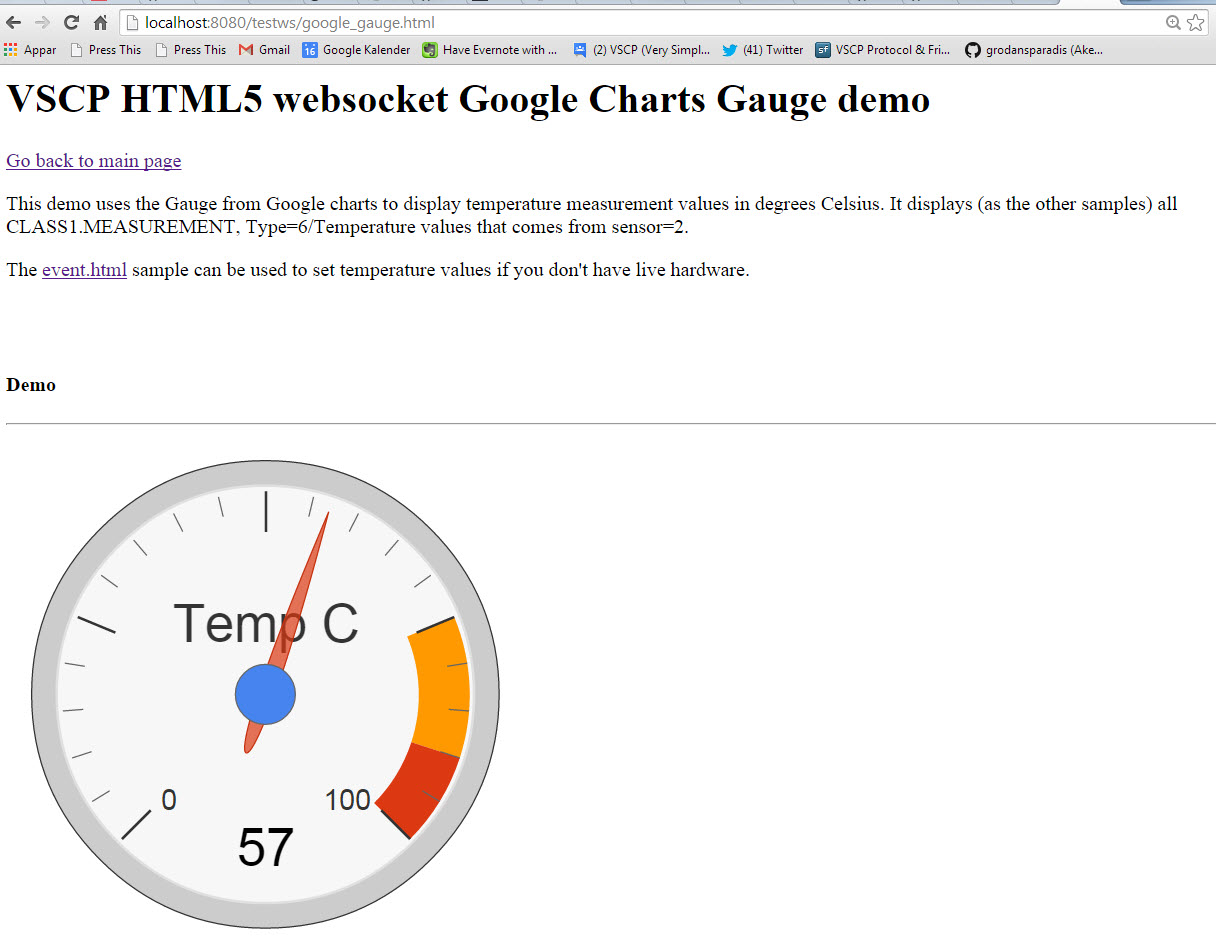 localhost:8080/testws/google_gauge.html
Appar Press This Press This Gmail 16 Google Kalender Have Evernote with ... (2) VSCP (Very Simpl... (41) Twitter sf VSCP Protocol & Fri... grodansparadis (Ake...
VSCP HTML5 websocket Google Charts Gauge demo
Go back to main page
This demo uses the Gauge from Google charts to display temperature measurement values in degrees Celsius. It displays (as the other samples) all
CLASS1.MEASUREMENT, Type=6/Temperature values that comes from sensor=2.
The event.html sample can be used to set temperature values if you don't have live hardware.
Demo
Temp C
0 100
57